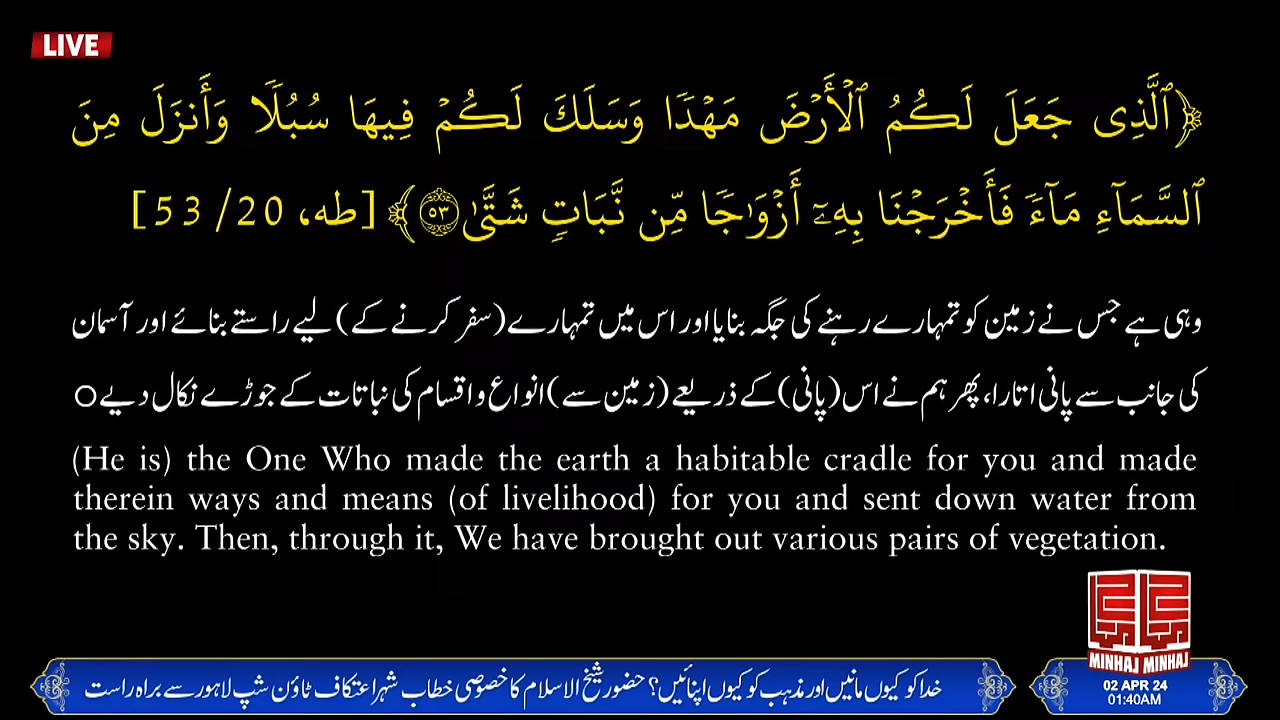 LIVE
﴿ٱلَّذِى جَعَلَ لَكُمُ ٱلْأَرْضَ مَهْدًا وَسَلَكَ لَكُمْ فِيهَا سُبُلًا وَأَنزَلَ مِنَ
ٱلسَّمَآءِ مَآءً فَأَخْرَجْنَا بِهِۦٓ أَزْوَٰجًا مِّن نَّبَاتٍ شَتَّىٰ ٥٣﴾ [طه، 20/ 53]
وہی ہے جس نے زمین کو تمہارے رہنے کی جگہ بنایا اور اس میں تمہارے (سفر کرنے کے) لیے راستے بنائے اور آسمان
کی جانب سے پانی اتارا، پھر ہم نے اس (پانی) کے ذریعے (زمین سے) انواع و اقسام کی نباتات کے جوڑے نکال دیےo
(He is) the One Who made the earth a habitable cradle for you and made
therein ways and means (of livelihood) for you and sent down water from
the sky. Then, through it, We have brought out various pairs of vegetation.
MINHAJ MINHAJ
خدا کو کیوں مانیں اور مذہب کو کیوں اپنائیں؟ حضور شیخ الاسلام کا خصوصی خطاب شہر اعتکاف ٹاؤن شپ لاہور سے براہ راست
02 APR 24
01:40AM